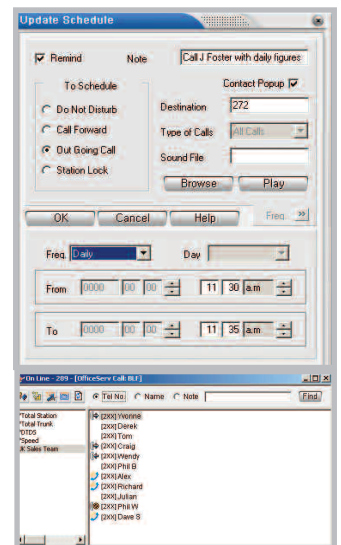 Update Schedule
Remind Note Call J Foster with daily figures
To Schedule Contact Popup
Do Not Disturb Destination 272
Call Forward Type of Calls All Calls
Out Going Call Sound File
Station Lock
Browse Play
OK Cancel Help Freq. >>
Freq. Daily Day
From 0000 00 00 11 30 a.m
To 0000 00 00 11 35 a.m
On Line - 289 - [OfficeServ Call: BLF]
Tel No. Name Note Find
Total Station [2XX] Yvonne
Total Trunk [2XX] Derek
DTDS [2XX] Tom
Speed [2XX] Craig
Sales Team [2XX] Wendy
[2XX] Phil B
[2XX] Alex
[2XX] Richard
[2XX] Julian
[2XX] Phil W
[2XX] Dave S